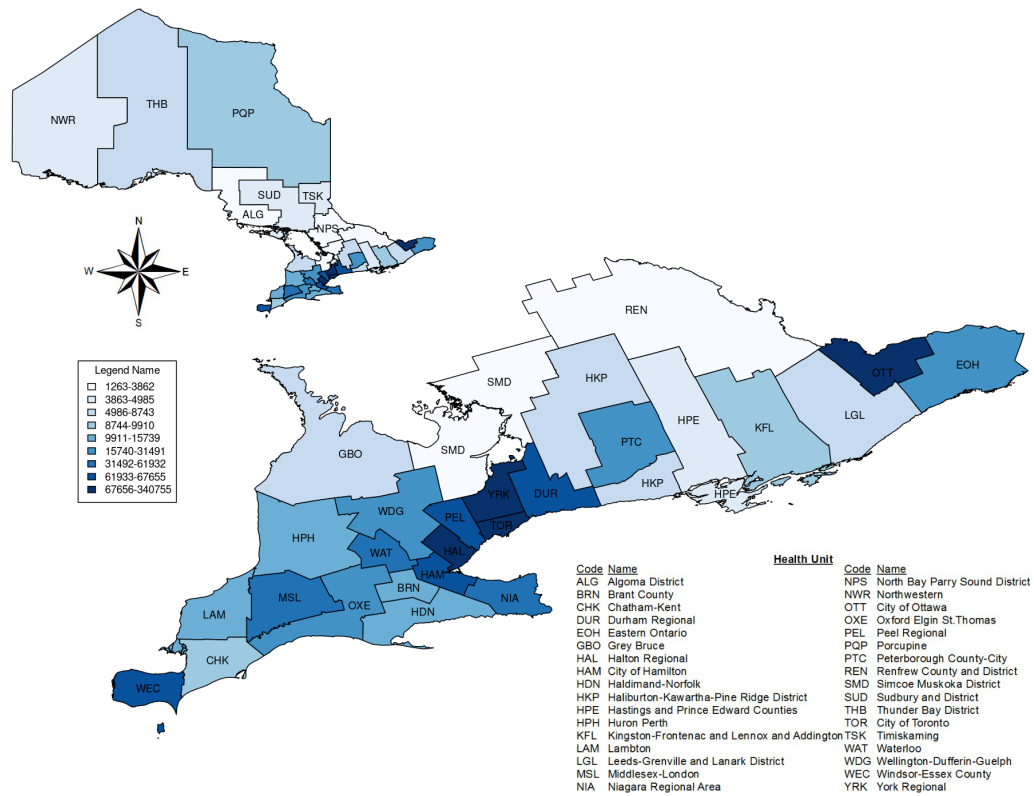 THB
PQP
NWR
SUD
TSK
ALG
NPS
N
W
E
S
REN
Legend Name
1263-3862
3863-4985
4986-8743
8744-9910
9911-15739
15740-31491
31492-61932
61933-67655
67656-340755
OTT
EOH
SMD
HKP
LGL
HPE
KFL
PTC
GBO
SMD
HKP
HPE
YRK
DUR
WDG
PEL
TOR
HPH
WAT
HAL
HAM
BRN
MSL
OXE
HDN
NIA
LAM
CHK
WEC
Health Unit
Code Name
ALG Algoma District
BRN Brant County
CHK Chatham-Kent
DUR Durham Regional
EOH Eastern Ontario
GBO Grey Bruce
HAL Halton Regional
HAM City of Hamilton
HDN Haldimand-Norfolk
HKP Haliburton-Kawartha-Pine Ridge District
HPE Hastings and Prince Edward Counties
HPH Huron Perth
KFL Kingston-Frontenac and Lennox and Addington
LAM Lambton
LGL Leeds-Grenville and Lanark District
MSL Middlesex-London
NIA Niagara Regional Area
Code Name
NPS North Bay Parry Sound District
NWR Northwestern
OTT City of Ottawa
OXE Oxford Elgin St.Thomas
PEL Peel Regional
PQP Porcupine
PTC Peterborough County-City
REN Renfrew County and District
SMD Simcoe Muskoka District
SUD Sudbury and District
THB Thunder Bay District
TOR City of Toronto
TSK Timiskaming
WAT Waterloo
WDG Wellington-Dufferin-Guelph
WEC Windsor-Essex County
YRK York Regional